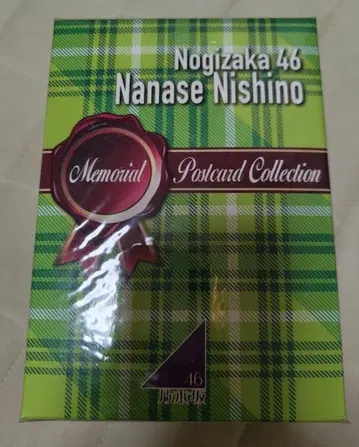 Nogizaka 46
Nanase Nishino
Memorial Postcard Collection
46
乃木坂